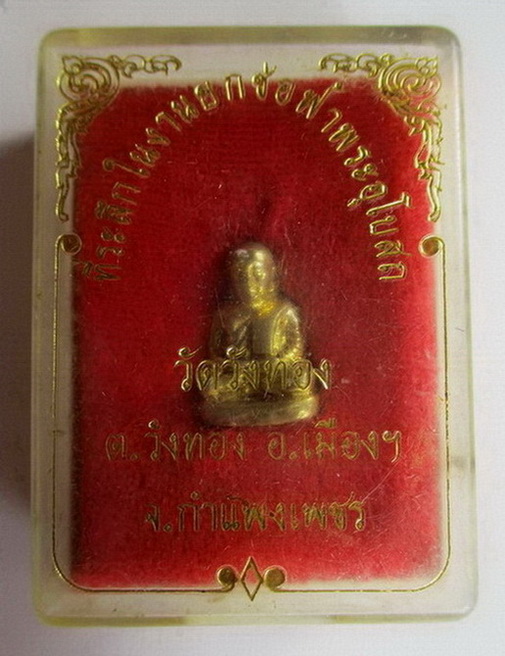 ที่ระลึกในงานยกช่อฟ้าพระอุโบสถ
วัดวังทอง
ต.วังทอง อ.เมืองฯ
จ.กำแพงเพชร